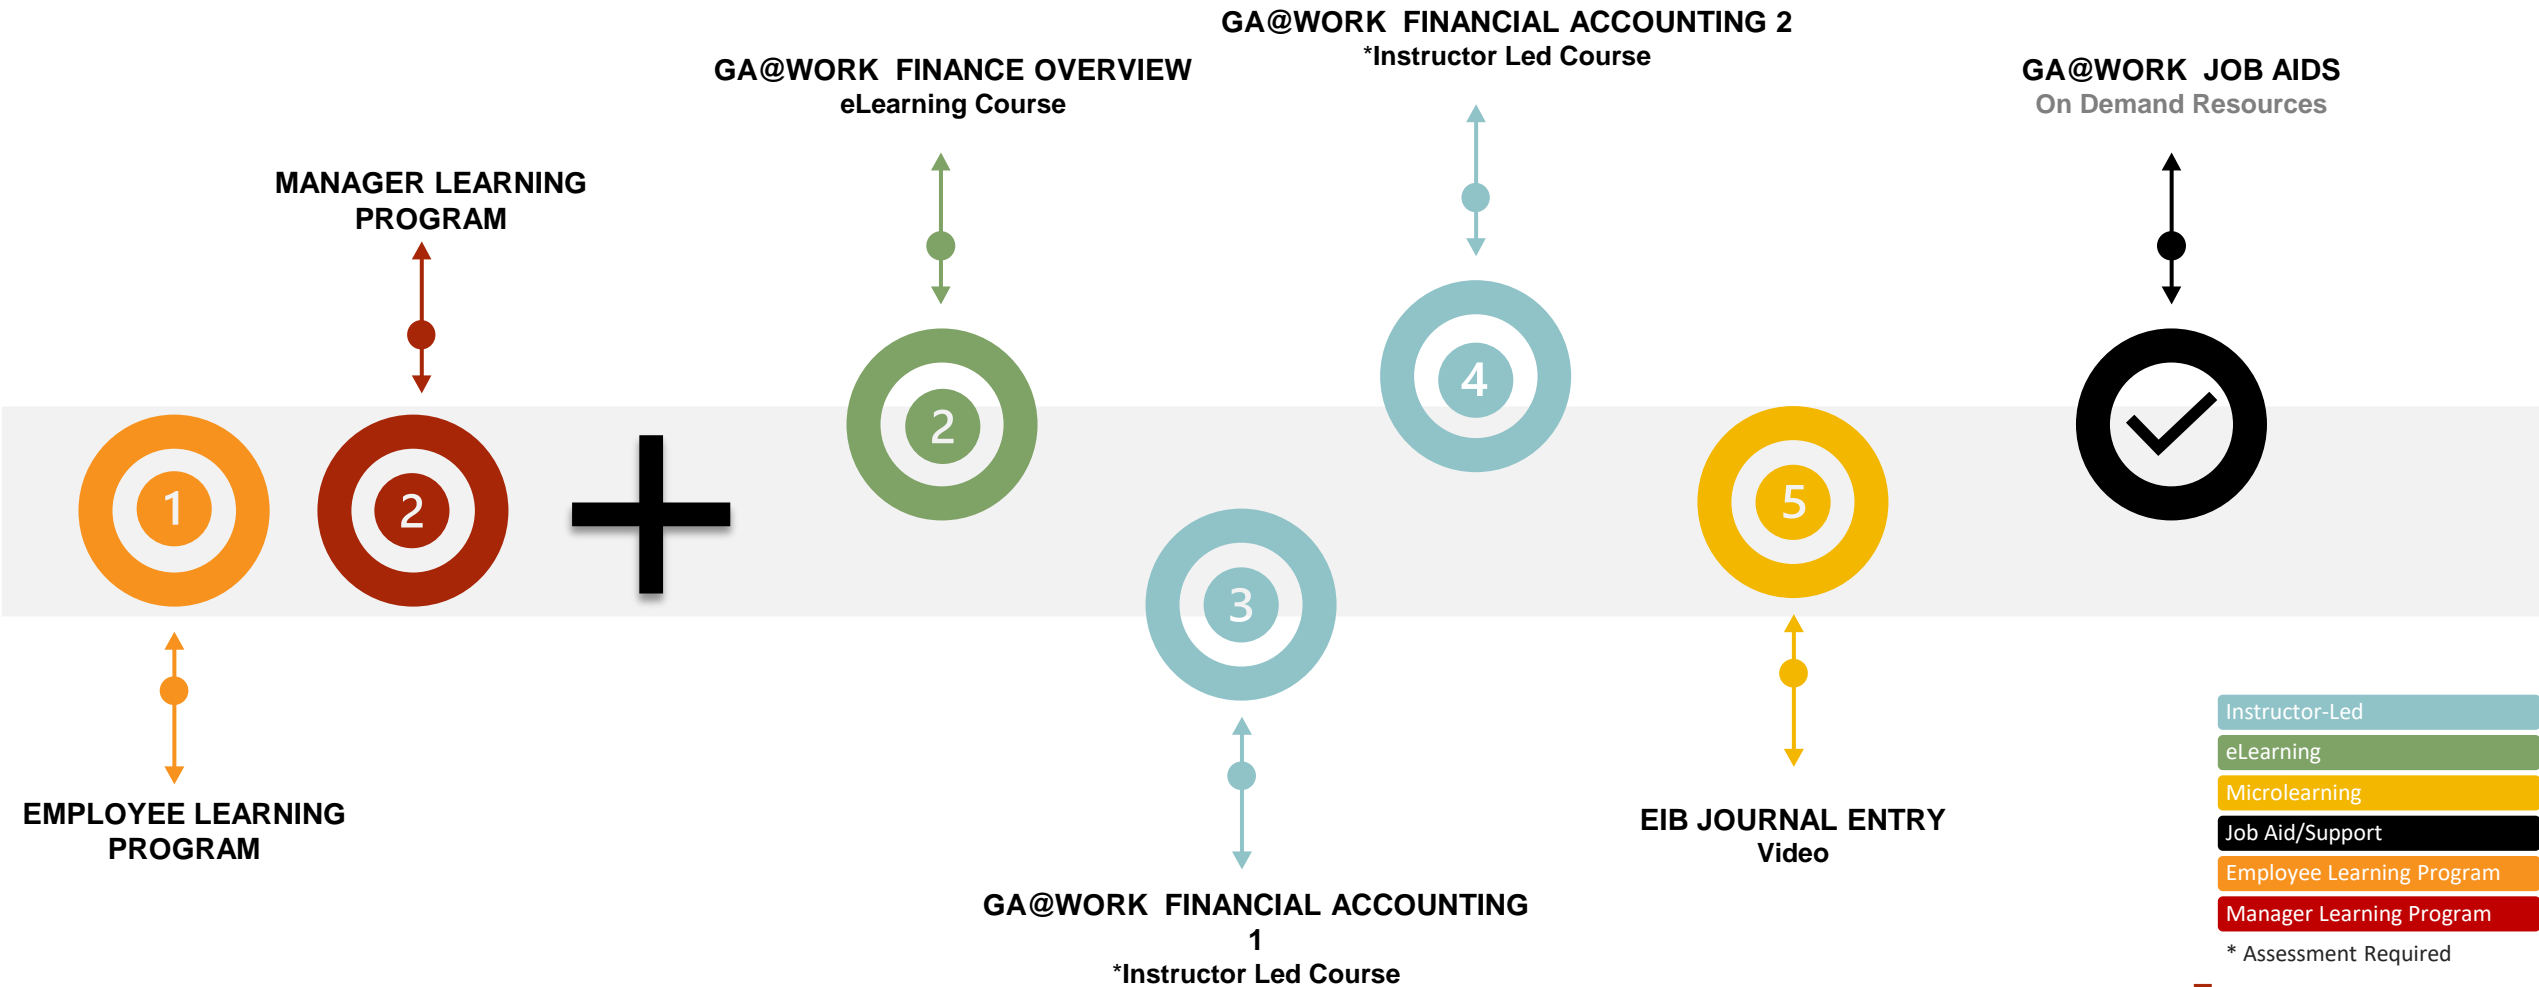 GA@WORK FINANCIAL ACCOUNTING 2
*Instructor Led Course
GA@WORK FINANCE OVERVIEW
eLearning Course
GA@WORK JOB AIDS
On Demand Resources
MANAGER LEARNING
PROGRAM
1
2
2
3
4
5
EMPLOYEE LEARNING
PROGRAM
GA@WORK FINANCIAL ACCOUNTING
1
*Instructor Led Course
EIB JOURNAL ENTRY
Video
Instructor-Led
eLearning
Microlearning
Job Aid/Support
Employee Learning Program
Manager Learning Program
* Assessment Required